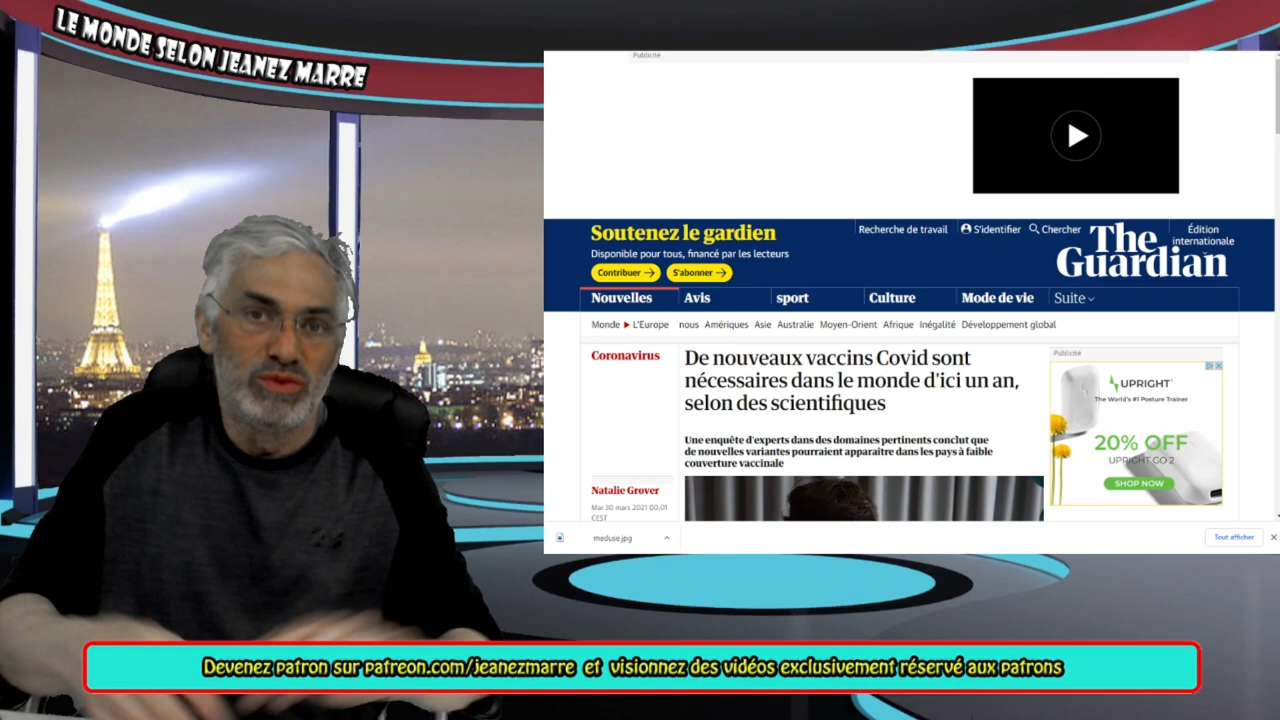 LE MONDE SELON JEANEZ MARRE
Publicité
Soutenez le gardien
Disponible pour tous, financé par les lecteurs
Contribuer → S'abonner →
Recherche de travail S'identifier Chercher
The Guardian
Édition internationale
Nouvelles Avis sport Culture Mode de vie Suite
Monde ▶ L'Europe nous Amériques Asie Australie Moyen-Orient Afrique Inégalité Développement global
Coronavirus
De nouveaux vaccins Covid sont
nécessaires dans le monde d'ici un an,
selon des scientifiques
Une enquête d'experts dans des domaines pertinents conclut que
de nouvelles variantes pourraient apparaître dans les pays à faible
couverture vaccinale
Natalie Grover
Mar 30 mars 2021 00,01
CEST
Publicité
UPRIGHT
The World's #1 Posture Trainer
20% OFF
UPRIGHT GO 2
SHOP NOW
meduse.jpg
Tout afficher
Devenez patron sur patreon.com/jeanezmarre et visionnez des vidéos exclusivement réservé aux patrons